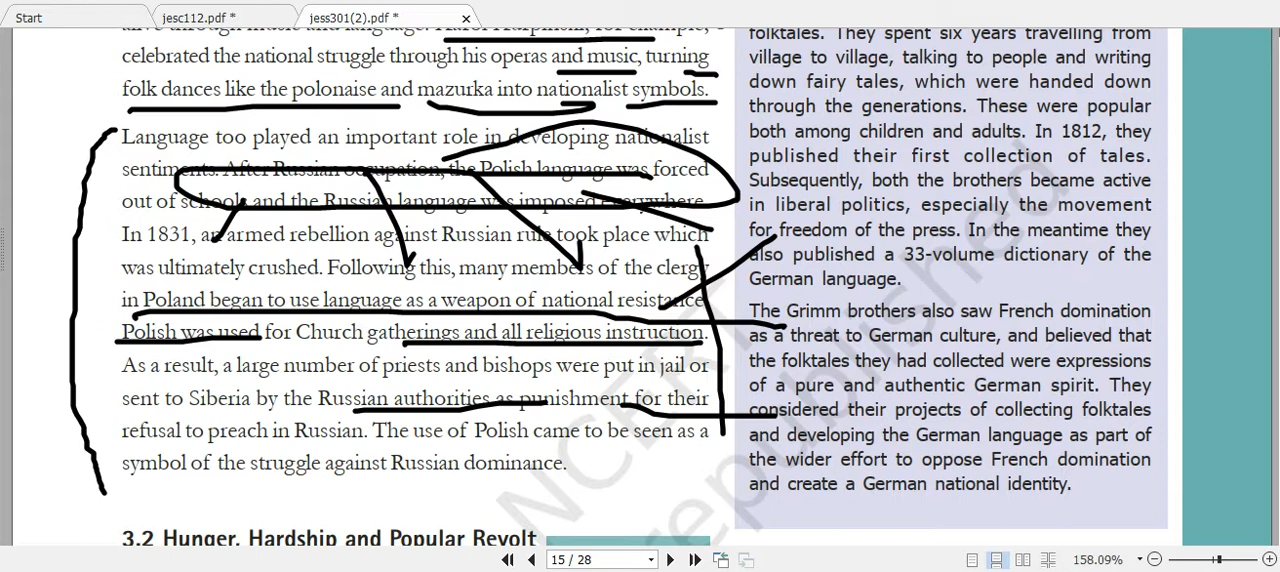 Start
jesc112.pdf *
jess301(2).pdf *
celebrated the national struggle through his operas and music, turning
folk dances like the polonaise and mazurka into nationalist symbols.
Language too played an important role in developing nationalist
sentiments. After Russian occupation, the Polish language was forced
out of schools and the Russian language was imposed everywhere.
In 1831, an armed rebellion against Russian rule took place which
was ultimately crushed. Following this, many members of the clergy
in Poland began to use language as a weapon of national resistance.
Polish was used for Church gatherings and all religious instruction.
As a result, a large number of priests and bishops were put in jail or
sent to Siberia by the Russian authorities as punishment for their
refusal to preach in Russian. The use of Polish came to be seen as a
symbol of the struggle against Russian dominance.
3.2 Hunger, Hardship and Popular Revolt
folktales. They spent six years travelling from
village to village, talking to people and writing
down fairy tales, which were handed down
through the generations. These were popular
both among children and adults. In 1812, they
published their first collection of tales.
Subsequently, both the brothers became active
in liberal politics, especially the movement
for freedom of the press. In the meantime they
also published a 33-volume dictionary of the
German language.
The Grimm brothers also saw French domination
as a threat to German culture, and believed that
the folktales they had collected were expressions
of a pure and authentic German spirit. They
considered their projects of collecting folktales
and developing the German language as part of
the wider effort to oppose French domination
and create a German national identity.
NCERT
republished
15 / 28
158.09%